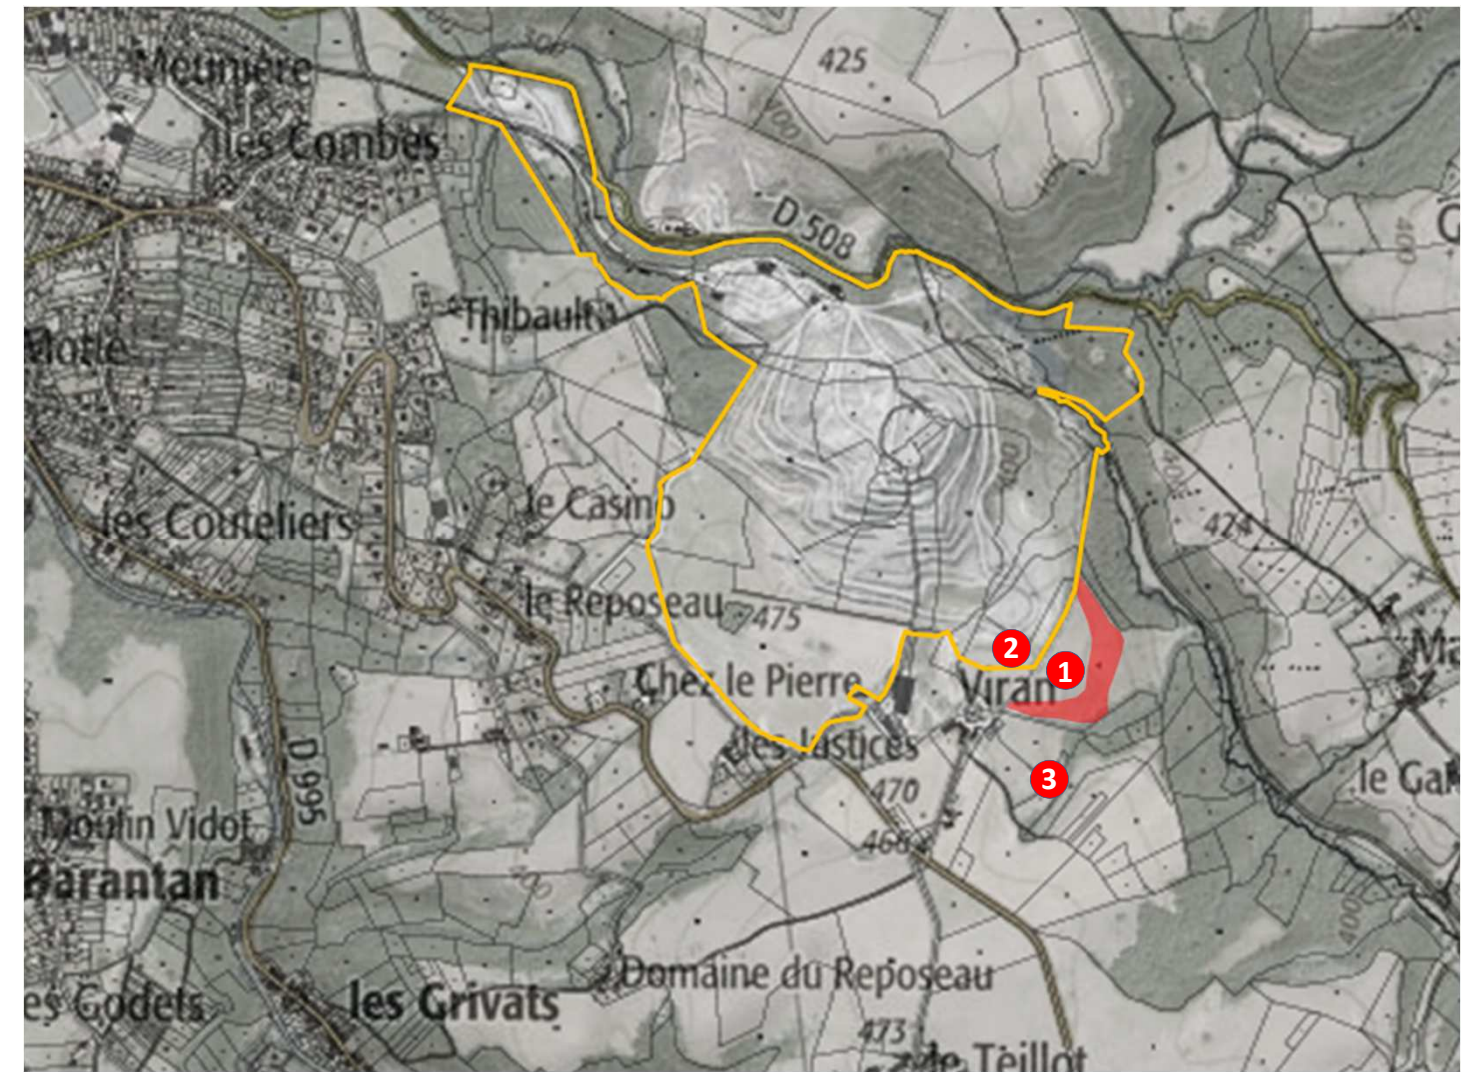 Meunière
425
les Combes
D 508
400
Thibault
Motte
le Casino
les Couteliers
424
le Reposeau
475
2
1
Chez le Pierre
Viran
les Justices
D 995
3
470
Moulin Vidot
466
Barantan
400
Domaine du Reposeau
es Godets
les Grivats
473
le Teillot